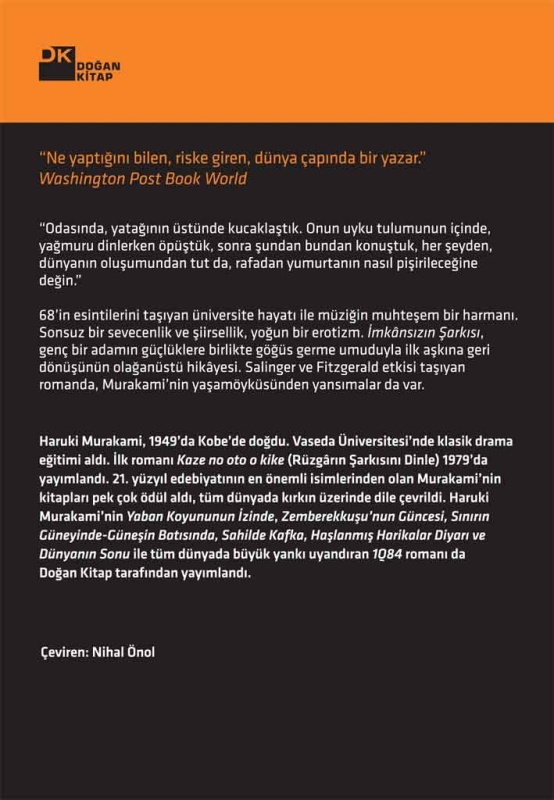 DK
DOĞAN
KİTAP
“Ne yaptığını bilen, riske giren, dünya çapında bir yazar.”
Washington Post Book World
“Odasında, yatağının üstünde kucaklaştık. Onun uyku tulumunun içinde,
yağmuru dinlerken öpüştük, sonra şundan bundan konuştuk, her şeyden,
dünyanın oluşumundan tut da, rafadan yumurtanın nasıl pişirileceğine
değin.”
68’in esintilerini taşıyan üniversite hayatı ile müziğin muhteşem bir harmanı.
Sonsuz bir sevecenlik ve şiirsellik, yoğun bir erotizm. İmkânsızın Şarkısı,
genç bir adamın güçlüklere birlikte göğüs germe umuduyla ilk aşkına geri
dönüşünün olağanüstü hikâyesi. Salinger ve Fitzgerald etkisi taşıyan
romanda, Murakami’nin yaşamöyküsünden yansımalar da var.
Haruki Murakami, 1949’da Kobe’de doğdu. Vaseda Üniversitesi’nde klasik drama
eğitimi aldı. İlk romanı Kaze no oto o kike (Rüzgârın Şarkısını Dinle) 1979’da
yayımlandı. 21. yüzyıl edebiyatının en önemli isimlerinden olan Murakami’nin
kitapları pek çok ödül aldı, tüm dünyada kırkın üzerinde dile çevrildi. Haruki
Murakami’nin Yaban Koyununun İzinde, Zemberekkuşu’nun Güncesi, Sınırın
Güneyinde-Güneşin Batısında, Sahilde Kafka, Haşlanmış Harikalar Diyarı ve
Dünyanın Sonu ile tüm dünyada büyük yankı uyandıran 1Q84 romanı da
Doğan Kitap tarafından yayımlandı.
Çeviren: Nihal Önol